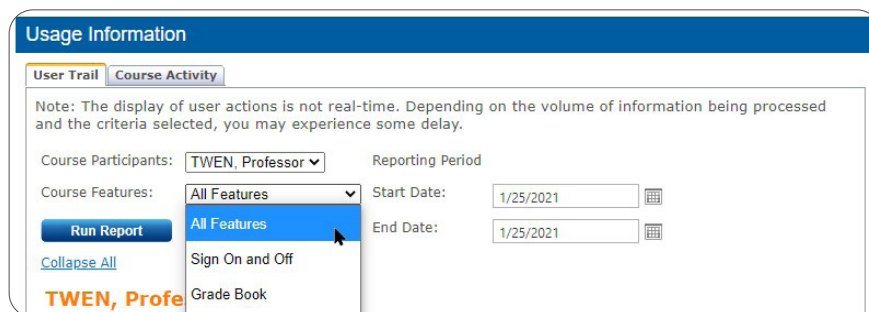 Usage Information
User Trail
Course Activity
Note: The display of user actions is not real-time. Depending on the volume of information being processed
and the criteria selected, you may experience some delay.
Course Participants: TWEN, Professor Reporting Period
Course Features: All Features Start Date: 1/25/2021
Run Report All Features End Date: 1/25/2021
Collapse All Sign On and Off
TWEN, Profe Grade Book